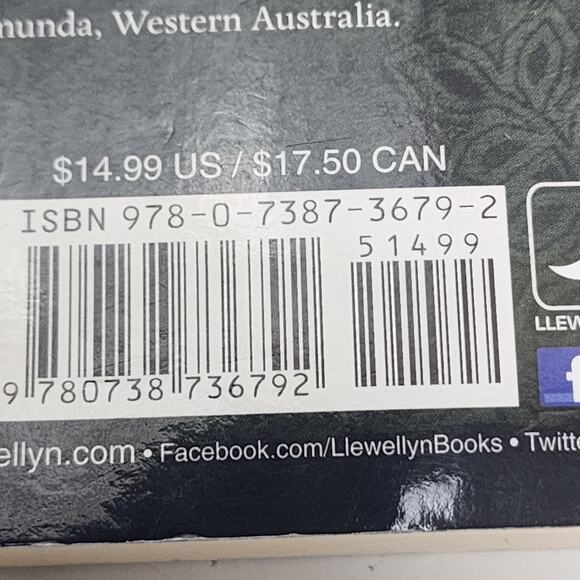 munda, Western Australia.
$14.99 US / $17.50 CAN
ISBN 978-0-7387-3679-2
51499
9 780738 736792
LLEW
f
ellyn.com • Facebook.com/LlewellynBooks • Twitte